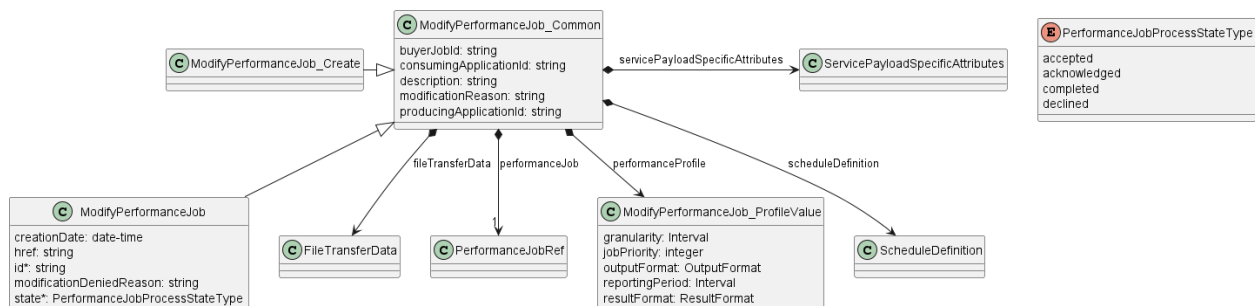 C ModifyPerformanceJob_Common
buyerJobId: string
consumingApplicationId: string
description: string
modificationReason: string
producingApplicationId: string
C ModifyPerformanceJob_Create
servicePayloadSpecificAttributes
C ServicePayloadSpecificAttributes
E PerformanceJobProcessStateType
accepted
acknowledged
completed
declined
fileTransferData
performanceJob
performanceProfile
scheduleDefinition
1
C ModifyPerformanceJob
creationDate: date-time
href: string
id*: string
modificationDeniedReason: string
state*: PerformanceJobProcessStateType
C FileTransferData
C PerformanceJobRef
C ModifyPerformanceJob_ProfileValue
granularity: Interval
jobPriority: integer
outputFormat: OutputFormat
reportingPeriod: Interval
resultFormat: ResultFormat
C ScheduleDefinition